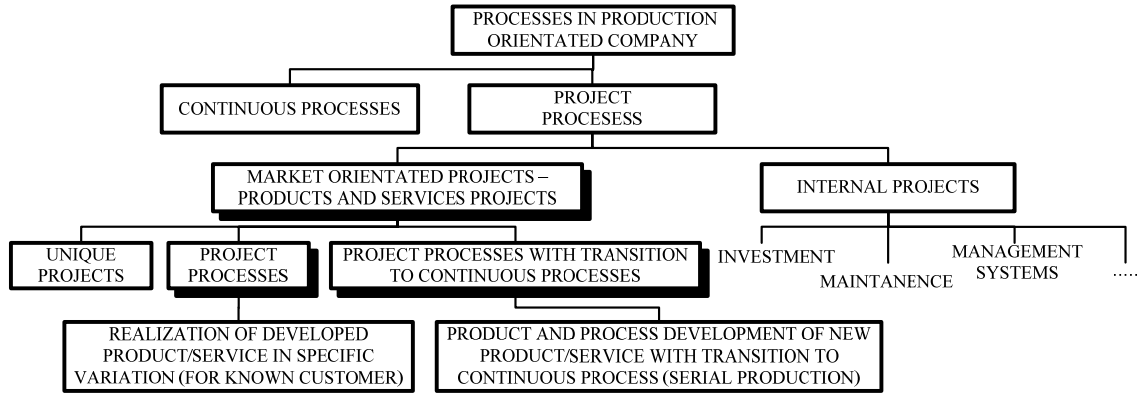 PROCESSES IN PRODUCTION
ORIENTATED COMPANY
CONTINUOUS PROCESSES
PROJECT
PROCESESS
MARKET ORIENTATED PROJECTS –
PRODUCTS AND SERVICES PROJECTS
INTERNAL PROJECTS
UNIQUE
PROJECTS
PROJECT
PROCESSES
PROJECT PROCESSES WITH TRANSITION
TO CONTINUOUS PROCESSES
INVESTMENT
MAINTANENCE
MANAGEMENT
SYSTEMS
.....
REALIZATION OF DEVELOPED
PRODUCT/SERVICE IN SPECIFIC
VARIATION (FOR KNOWN CUSTOMER)
PRODUCT AND PROCESS DEVELOPMENT OF NEW
PRODUCT/SERVICE WITH TRANSITION TO
CONTINUOUS PROCESS (SERIAL PRODUCTION)